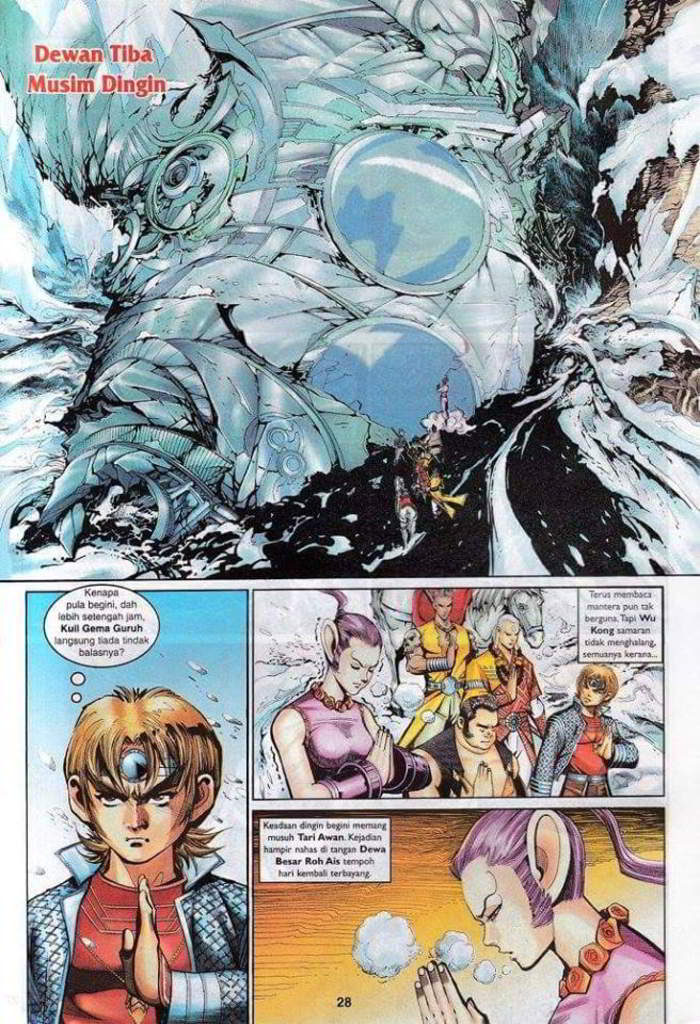 Dewan Tiba
Musim Dingin
Kenapa
pula begini, dah
lebih setengah jam,
Kuil Gema Guruh
langsung tiada tindak
balasnya?
Terus membaca
mantera pun tak
berguna. Tapi Wu
Kong samaran
tidak menghalang,
semuanya kerana...
Keadaan dingin begini memang
musuh Tari Awan. Kejadian
hampir nahas di tangan Dewa
Besar Roh Ais tempoh
hari kembali terbayang.
28